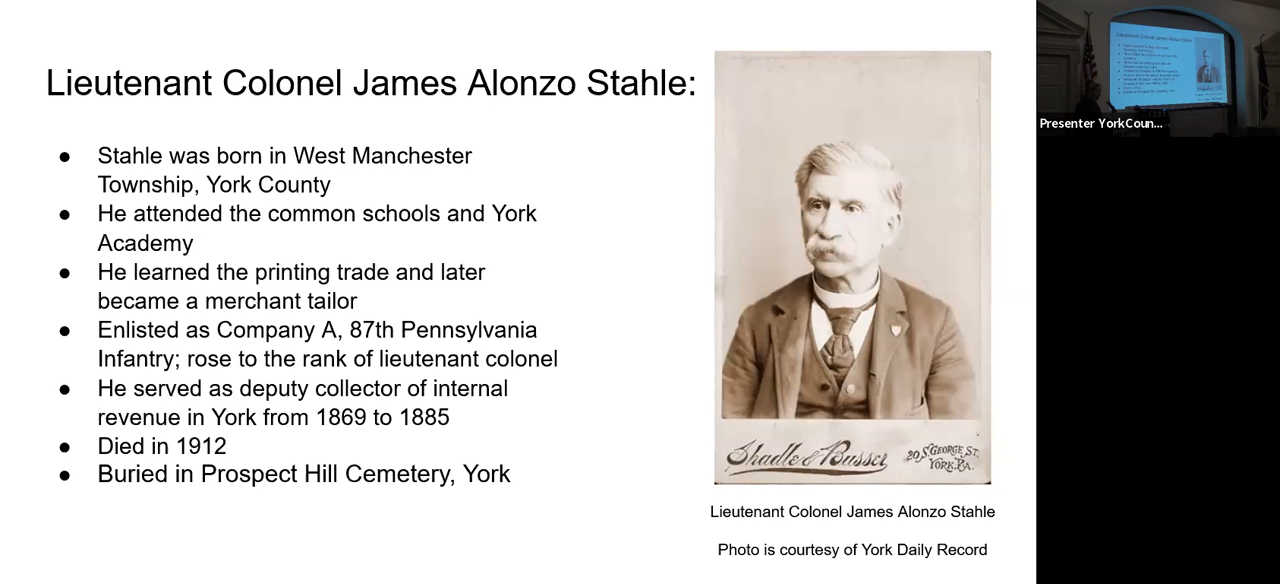 Lieutenant Colonel James Alonzo Stahle:
● Stahle was born in West Manchester
Township, York County
● He attended the common schools and York
Academy
● He learned the printing trade and later
became a merchant tailor
● Enlisted as Company A, 87th Pennsylvania
Infantry; rose to the rank of lieutenant colonel
● He served as deputy collector of internal
revenue in York from 1869 to 1885
● Died in 1912
● Buried in Prospect Hill Cemetery, York
Shadle & Busser
20 S. GEORGE ST.
YORK, PA.
Lieutenant Colonel James Alonzo Stahle
Photo is courtesy of York Daily Record
Presenter YorkCoun...